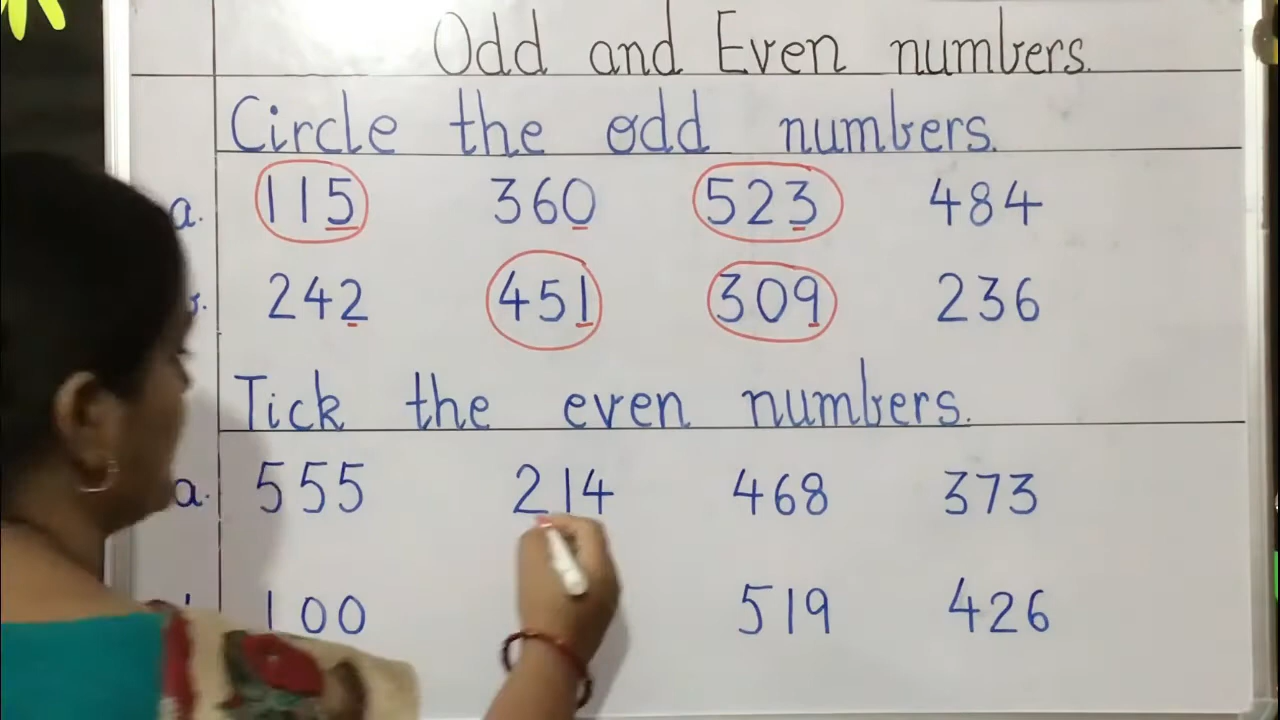 Odd and Even numbers.
Circle the odd numbers.
a. 115 360 523 484
242 451 309 236
Tick the even numbers.
a. 555 214 468 373
100 519 426